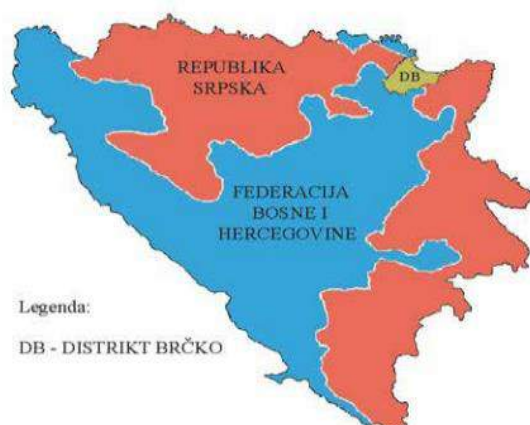 REPUBLIKA
SRPSKA
DB
FEDERACIJA
BOSNE I
HERCEGOVINE
Legenda:
DB - DISTRIKT BRČKO